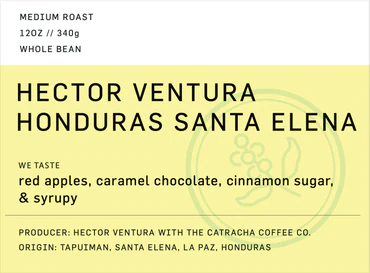 MEDIUM ROAST
12OZ // 340g
WHOLE BEAN
HECTOR VENTURA
HONDURAS SANTA ELENA
WE TASTE
red apples, caramel chocolate, cinnamon sugar,
& syrupy
PRODUCER: HECTOR VENTURA WITH THE CATRACHA COFFEE CO.
ORIGIN: TAPUIMAN, SANTA ELENA, LA PAZ, HONDURAS